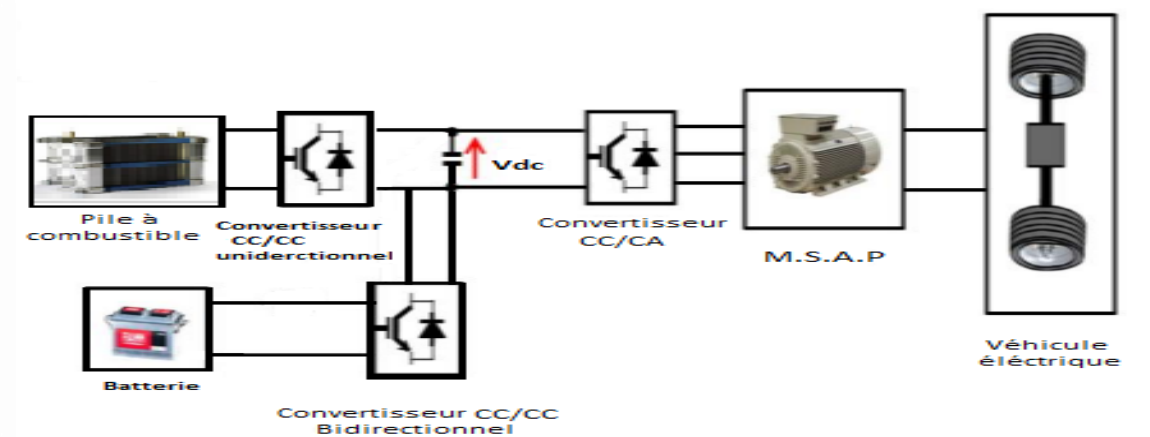 Vdc
Pile à
combustible
Convertisseur
CC/CC
uniderctionnel
Convertisseur
CC/CA
M.S.A.P
Batterie
Véhicule
éléctrique
Convertisseur CC/CC
Bidirectionnel